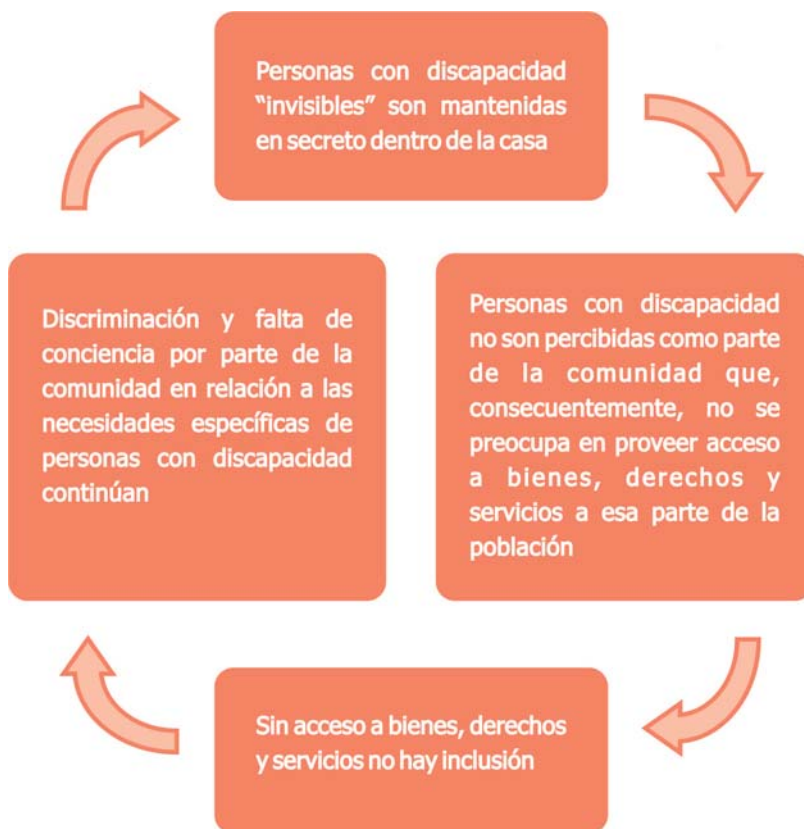 Personas con discapacidad
“invisibles” son mantenidas
en secreto dentro de la casa
Personas con discapacidad
no son percibidas como parte
de la comunidad que,
consecuentemente, no se
preocupa en proveer acceso
a bienes, derechos y
servicios a esa parte de la
población
Sin acceso a bienes, derechos
y servicios no hay inclusión
Discriminación y falta de
conciencia por parte de la
comunidad en relación a las
necesidades específicas de
personas con discapacidad
continúan